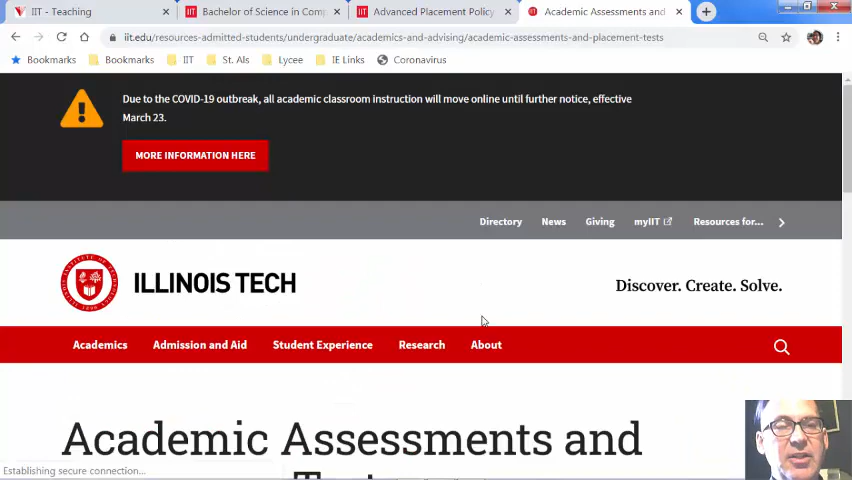 IIT - Teaching
Bachelor of Science in Comp
Advanced Placement Policy
Academic Assessments and
iit.edu/resources-admitted-students/undergraduate/academics-and-advising/academic-assessments-and-placement-tests
Bookmarks Bookmarks IIT St. Als Lycee IE Links Coronavirus
Due to the COVID-19 outbreak, all academic classroom instruction will move online until further notice, effective
March 23.
MORE INFORMATION HERE
Directory News Giving myIIT Resources for...
ILLINOIS TECH
Discover. Create. Solve.
Academics Admission and Aid Student Experience Research About
Academic Assessments and
Establishing secure connection...